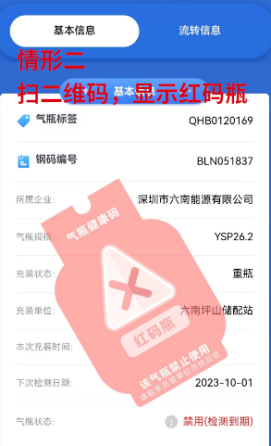 基本信息 流转信息
情形二
基本信息
扫二维码，显示红码瓶
气瓶标签 QHB0120169
钢码编号 BLN051837
所属企业: 深圳市六南能源有限公司
气瓶规格: YSP26.2
充装状态: 重瓶
充装单位: 六南坪山储配站
本次充装时间:
下次检测日期: 2023-10-01
气瓶状态: 禁用(检测到期)
气瓶健康码
红码瓶
该气瓶禁止使用